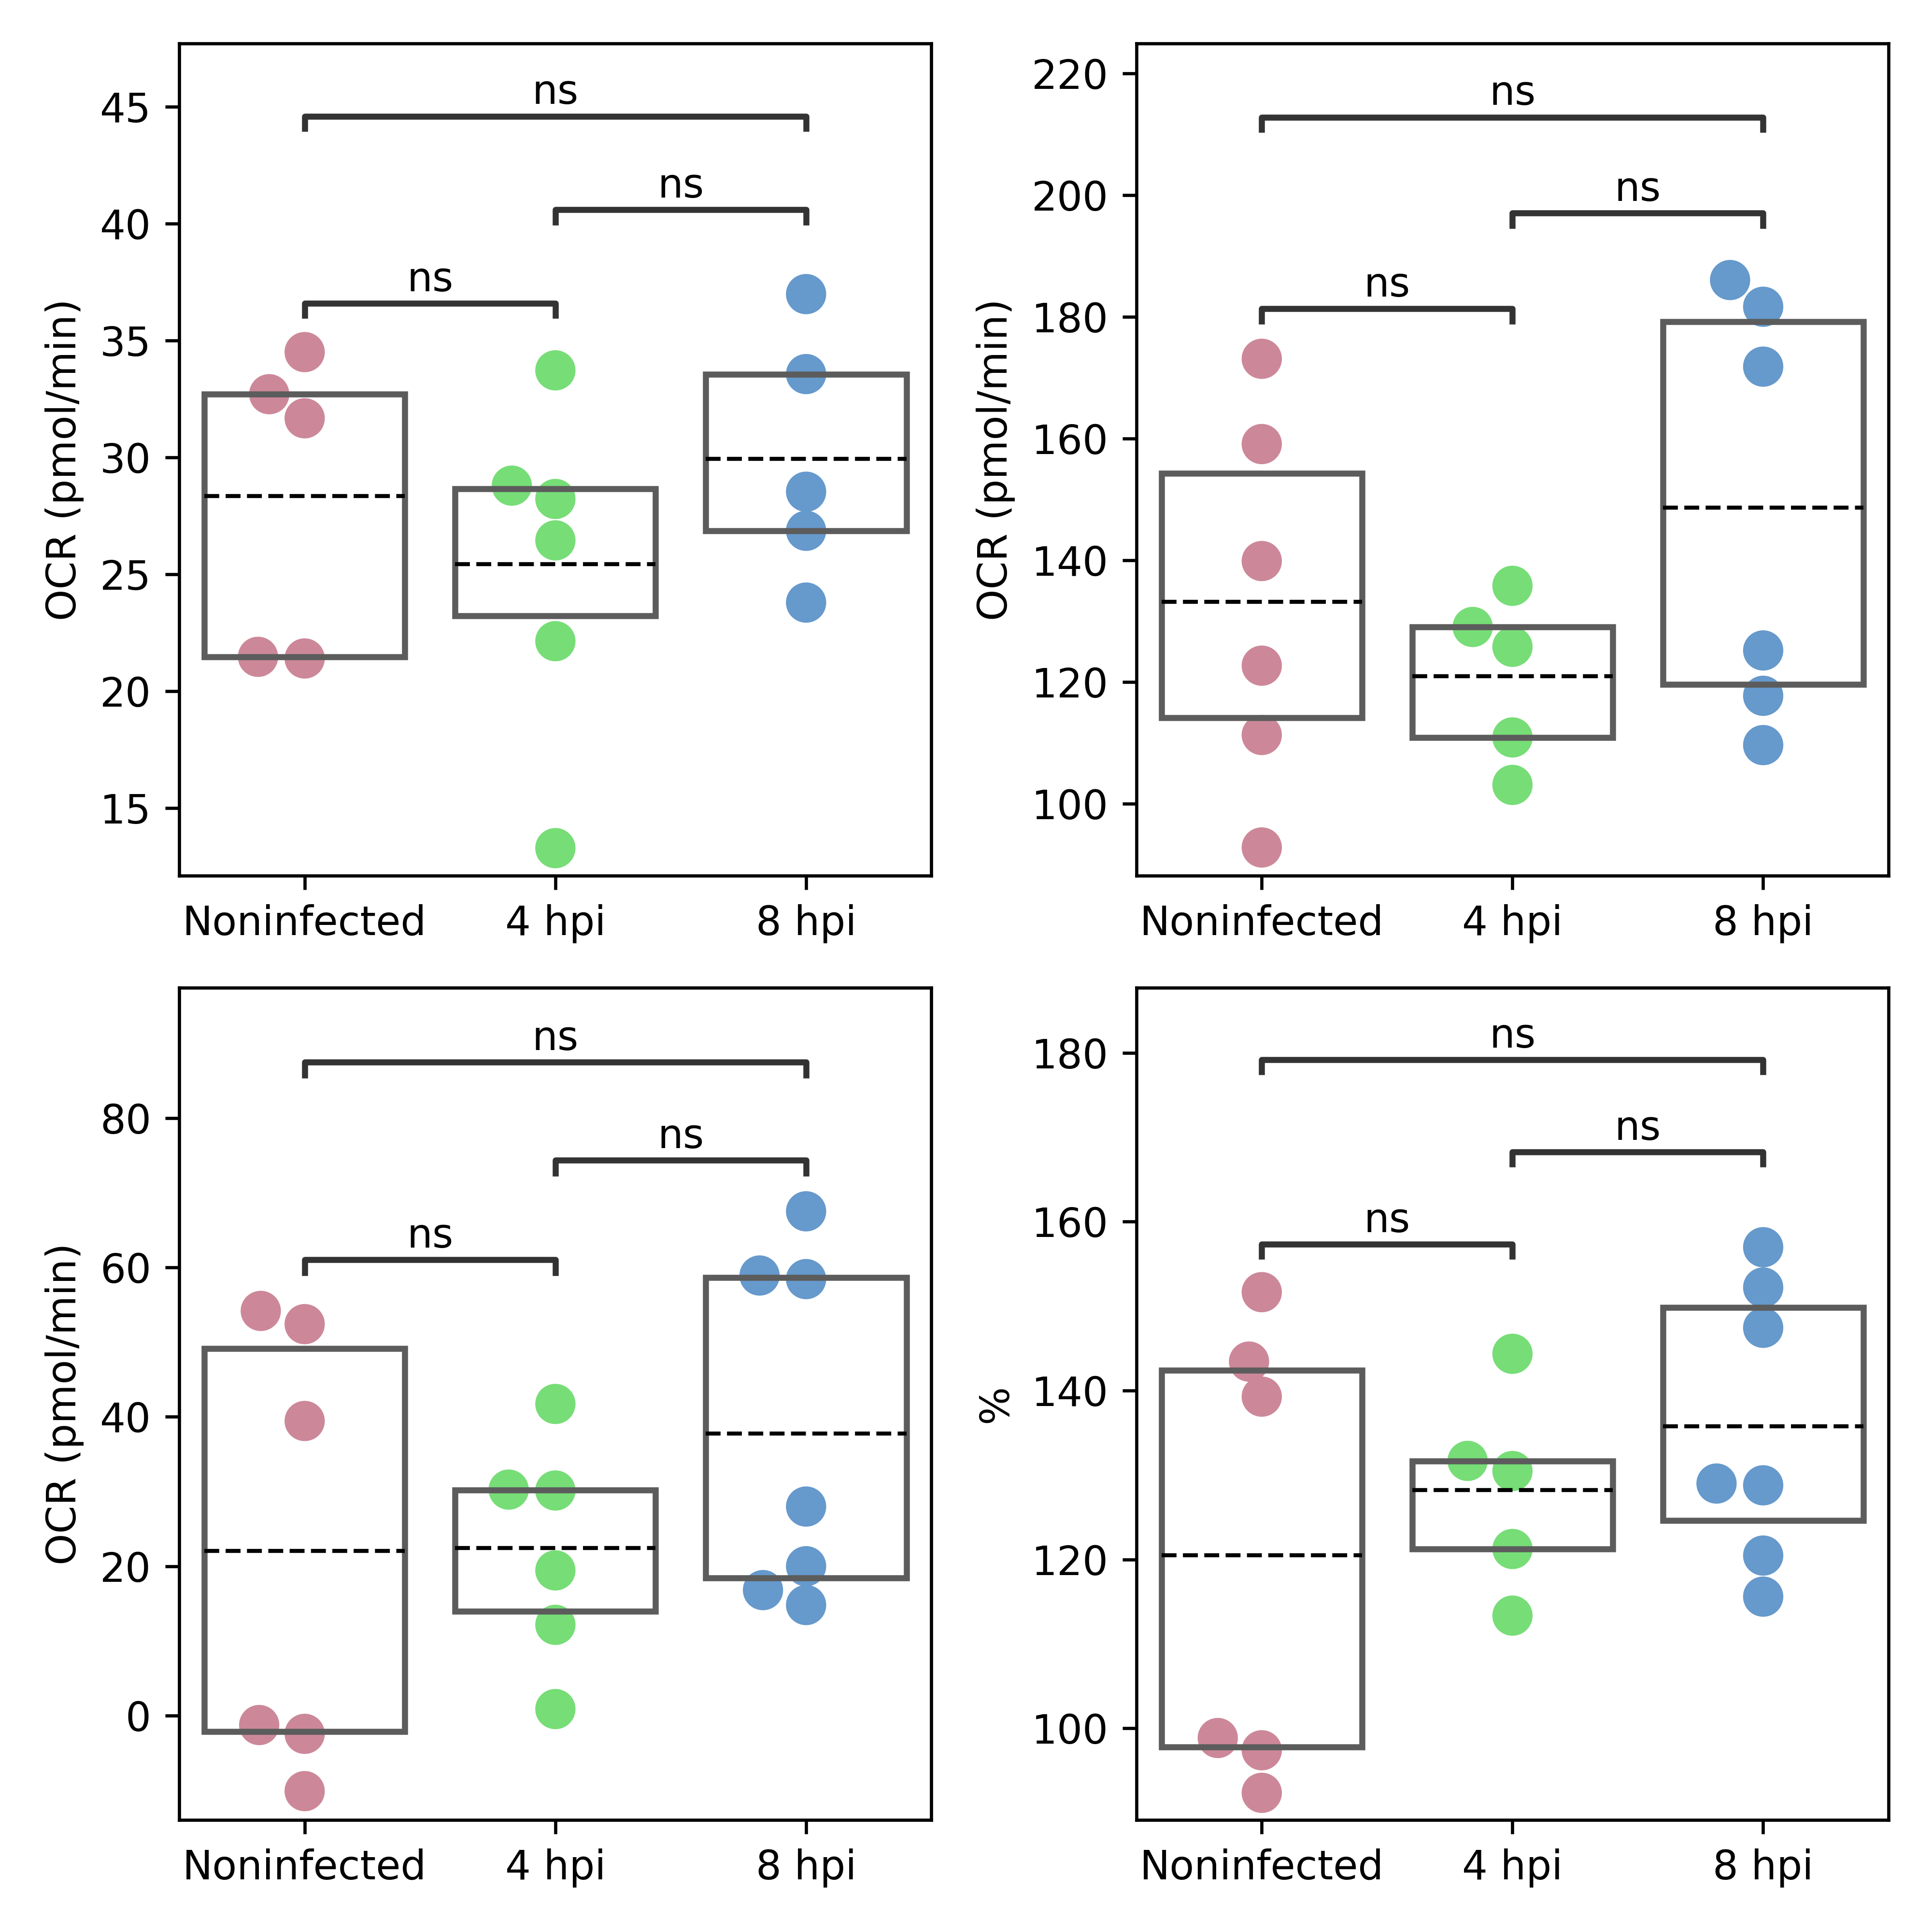 OCR (pmol/min)
45
40
35
30
25
20
15
ns
ns
ns
Noninfected
4 hpi
8 hpi
OCR (pmol/min)
220
200
180
160
140
120
100
ns
ns
ns
Noninfected
4 hpi
8 hpi
OCR (pmol/min)
80
60
40
20
0
ns
ns
ns
Noninfected
4 hpi
8 hpi
%
180
160
140
120
100
ns
ns
ns
Noninfected
4 hpi
8 hpi